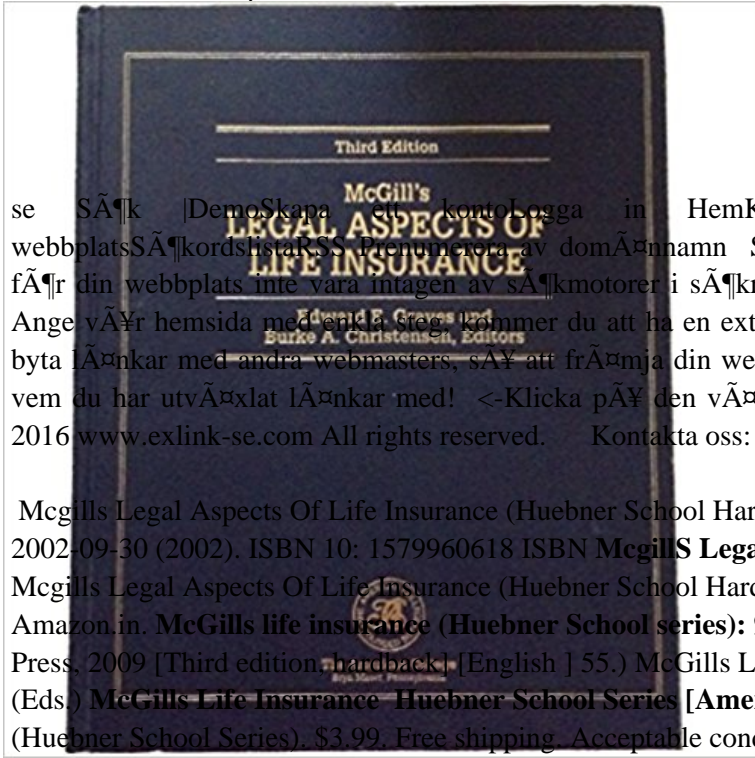 Third Edition
McGill's
LEGAL ASPECTS OF
LIFE INSURANCE
Edward E. Graves and
Burke A. Christensen, Editors
Bryn Mawr, Pennsylvania
se SÃ¶k |DemoSkapa ett kontoLogga in HemK
webbplatsSÃ¶kordslistaRSS Prenumerera av domÃ¤nnamn S
fÃ¶r din webbplats inte vara intagen av sÃ¶kmotorer i sÃ¶kr
Ange vÃ¥r hemsida med enkla steg, kommer du att ha en ext
byta lÃ¤nkar med andra webmasters, sÃ¥ att frÃ¤mja din we
vem du har utvÃ¤xlat lÃ¤nkar med! <-Klicka pÃ¥ den vÃ¤
2016 www.exlink-se.com All rights reserved. Kontakta oss:
Mcgills Legal Aspects Of Life Insurance (Huebner School Har
2002-09-30 (2002). ISBN 10: 1579960618 ISBN McgillS Lega
Mcgills Legal Aspects Of Life Insurance (Huebner School Hard
Amazon.in. McGills life insurance (Huebner School series):
Press, 2009 [Third edition, hardback] [English ] 55.) McGills L
(Eds.) McGills Life Insurance Huebner School Series [Ame
(Huebner School Series). $3.99. Free shipping. Acceptable cond